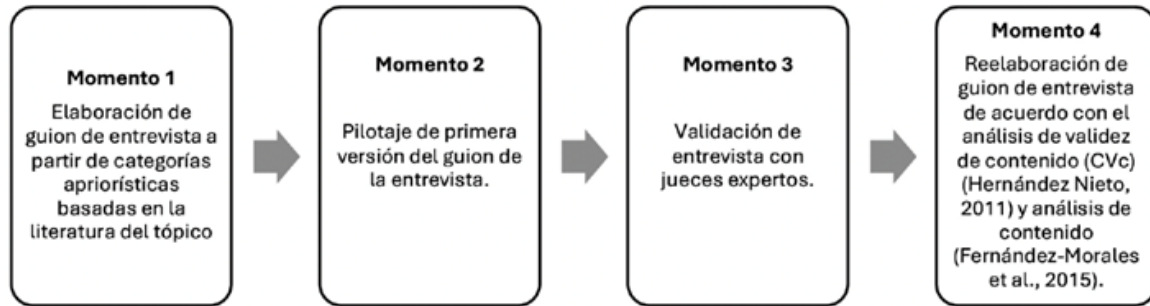 Momento 1
Elaboración de
guion de entrevista a
partir de categorías
apriorísticas
basadas en la
literatura del tópico
Momento 2
Pilotaje de primera
versión del guion de
la entrevista.
Momento 3
Validación de
entrevista con
jueces expertos.
Momento 4
Reelaboración de
guion de entrevista
de acuerdo con el
análisis de validez
de contenido (CVc)
(Hernández Nieto,
2011) y análisis de
contenido
(Fernández-Morales
et al., 2015).